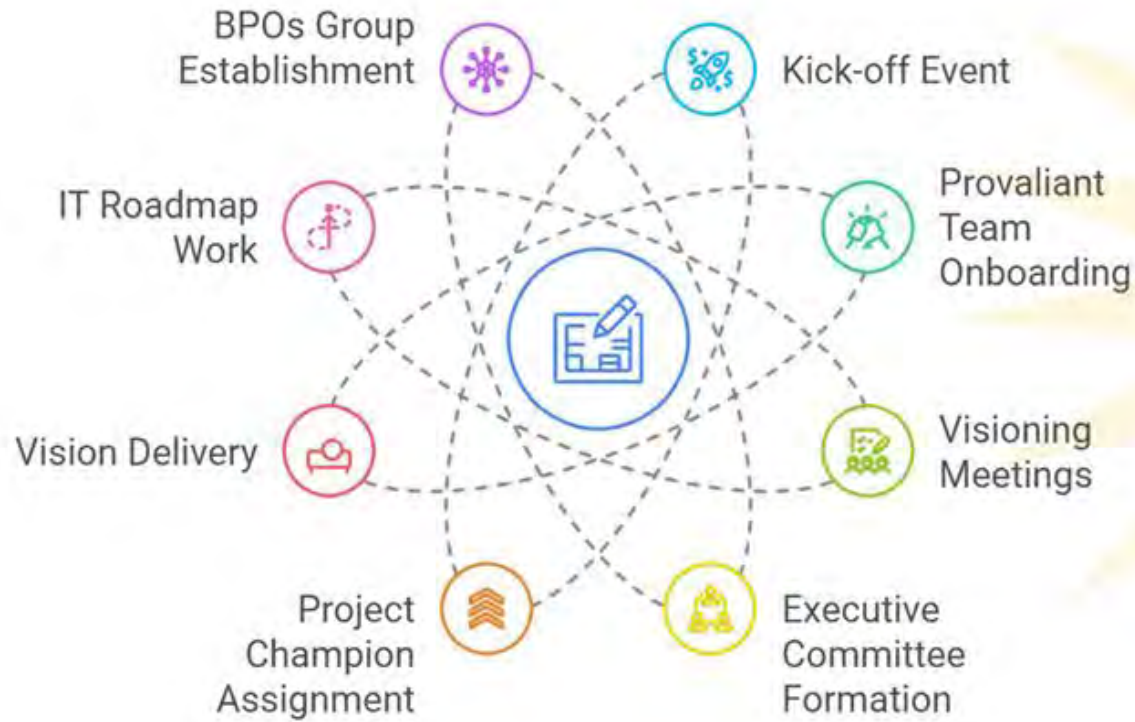 BPOs Group
Establishment
Kick-off Event
IT Roadmap
Work
Provaliant
Team
Onboarding
Vision Delivery
Visioning
Meetings
Project
Champion
Assignment
Executive
Committee
Formation